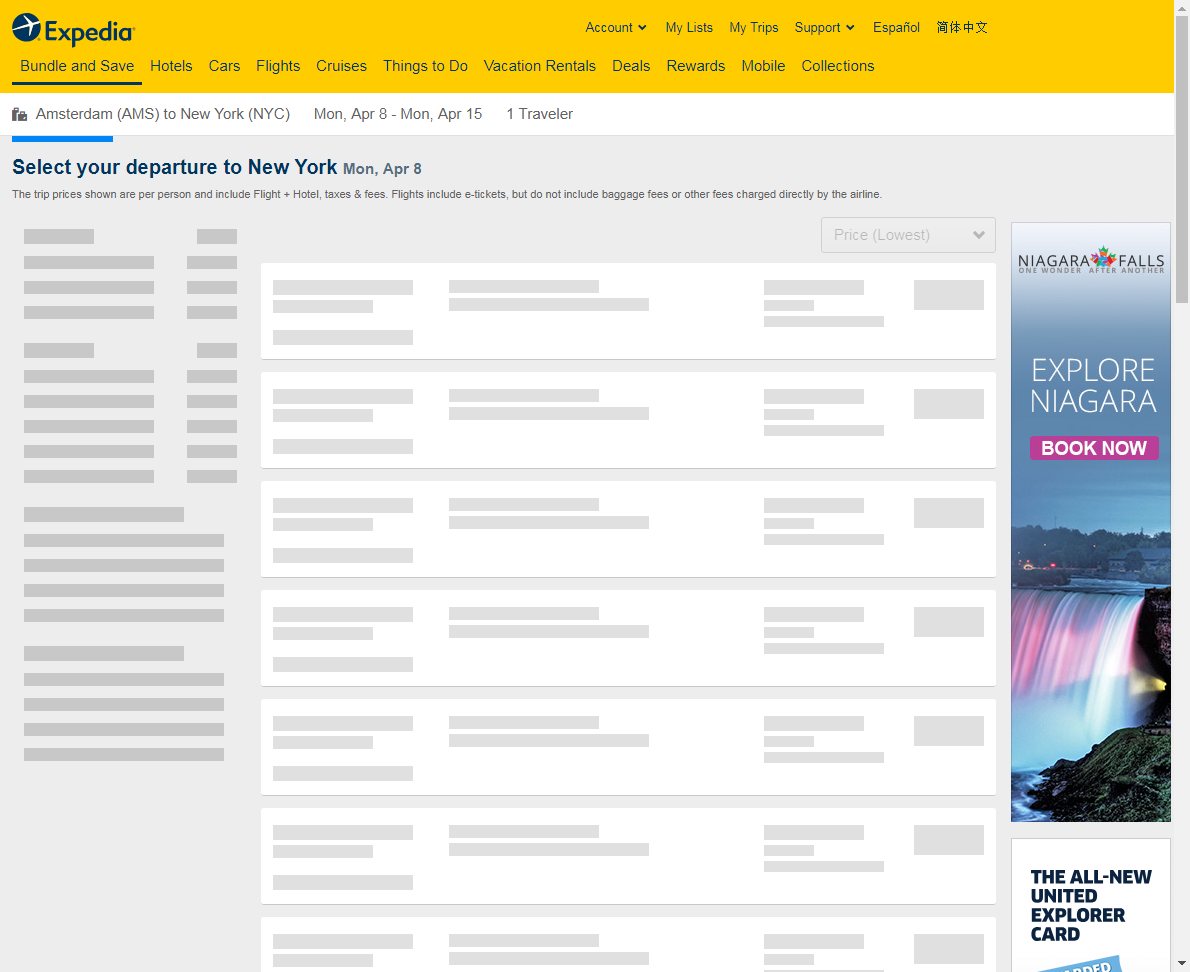 Expedia
Account My Lists My Trips Support Español 简体中文
Bundle and Save Hotels Cars Flights Cruises Things to Do Vacation Rentals Deals Rewards Mobile Collections
Amsterdam (AMS) to New York (NYC) Mon, Apr 8 - Mon, Apr 15 1 Traveler
Select your departure to New York Mon, Apr 8
The trip prices shown are per person and include Flight + Hotel, taxes & fees. Flights include e-tickets, but do not include baggage fees or other fees charged directly by the airline.
Price (Lowest)
NIAGARA FALLS
ONE WONDER AFTER ANOTHER
EXPLORE
NIAGARA
BOOK NOW
THE ALL-NEW
UNITED
EXPLORER
CARD